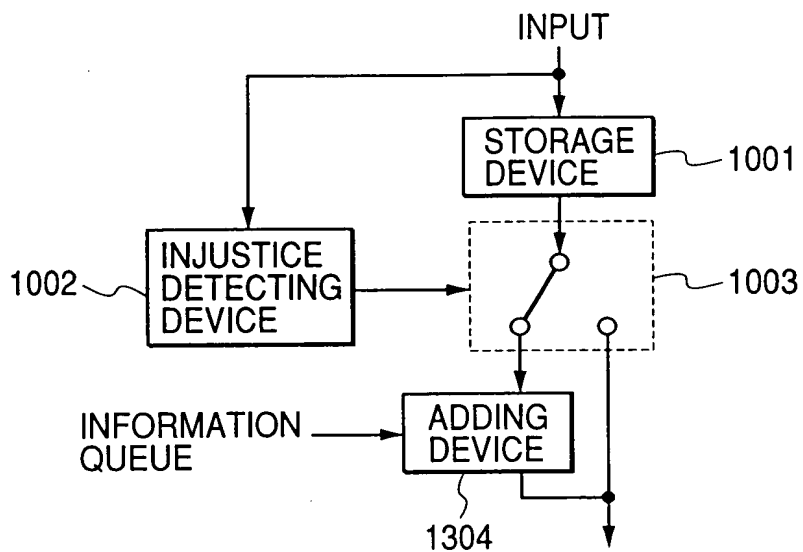 INPUT
STORAGE
DEVICE
1001
INJUSTICE
DETECTING
DEVICE
1002
1003
INFORMATION
QUEUE
ADDING
DEVICE
1304